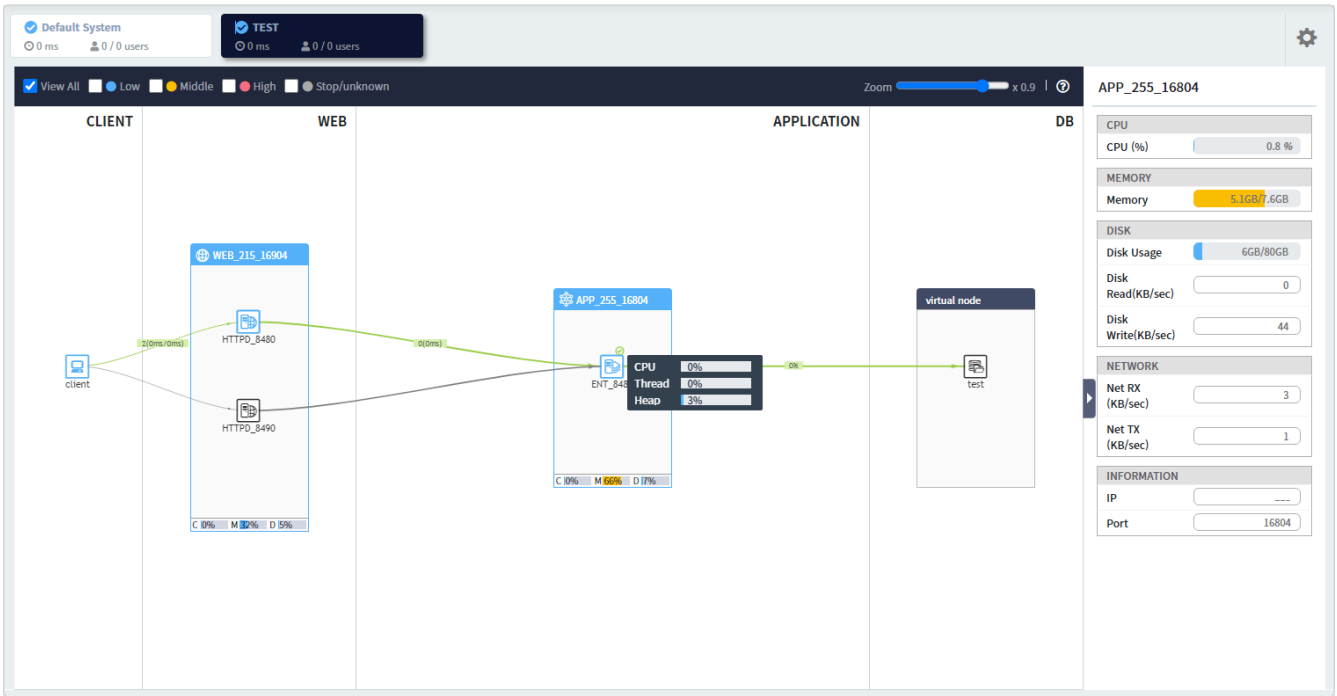 Default System
0 ms 0 / 0 users
TEST
0 ms 0 / 0 users
View All Low Middle High Stop/unknown
Zoom x 0.9
CLIENT WEB APPLICATION DB
WEB_215_16904
HTTPD_8480
HTTPD_8490
C 0% M 32% D 5%
client
2(0ms/0ms)
0(0ms)
APP_255_16804
ENT_848
CPU 0%
Thread 0%
Heap 3%
C 0% M 66% D 7%
0%
virtual node
test
APP_255_16804
CPU
CPU (%) 0.8 %
MEMORY
Memory 5.1GB/7.6GB
DISK
Disk Usage 6GB/80GB
Disk
Read(KB/sec) 0
Disk
Write(KB/sec) 44
NETWORK
Net RX
(KB/sec) 3
Net TX
(KB/sec) 1
INFORMATION
IP ___
Port 16804